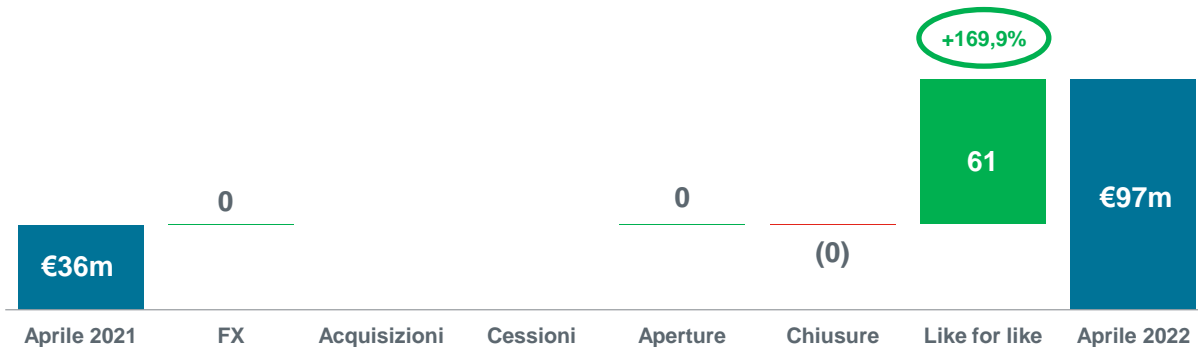 +169,9%
61
€97m
0
0
(0)
€36m
Aprile 2021 FX Acquisizioni Cessioni Aperture Chiusure Like for like Aprile 2022